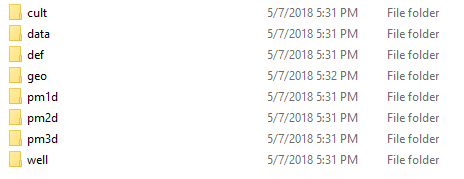 cult 5/7/2018 5:31 PM File folder
data 5/7/2018 5:31 PM File folder
def 5/7/2018 5:31 PM File folder
geo 5/7/2018 5:32 PM File folder
pm1d 5/7/2018 5:31 PM File folder
pm2d 5/7/2018 5:31 PM File folder
pm3d 5/7/2018 5:31 PM File folder
well 5/7/2018 5:31 PM File folder